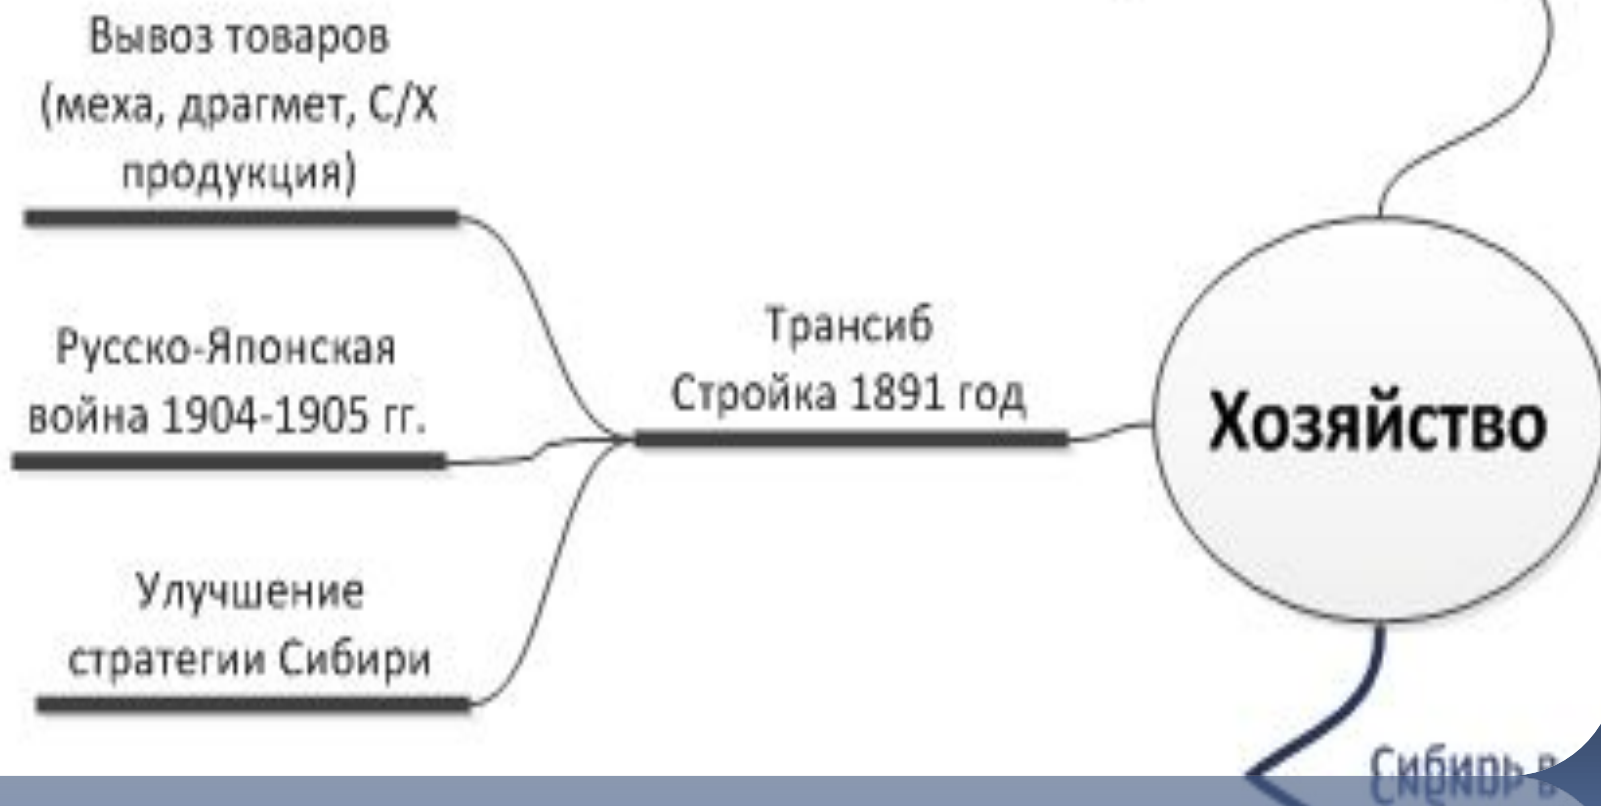 Вывоз товаров
(меха, драгмет, С/Х
продукция)
Русско-Японская
война 1904-1905 гг.
Улучшение
стратегии Сибири
Трансиб
Стройка 1891 год
Хозяйство
Сибирь в